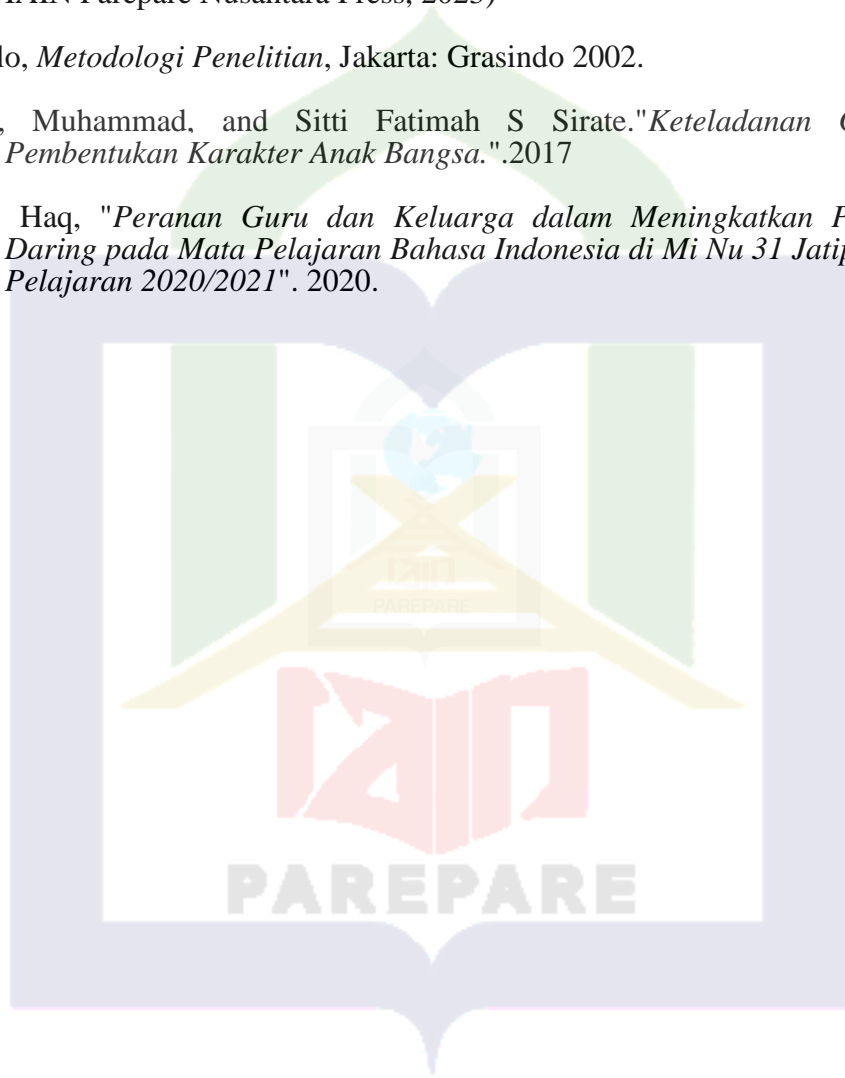 IAIN Parepare Nusantara Press, 2023)
lo, Metodologi Penelitian, Jakarta: Grasindo 2002.
, Muhammad, and Sitti Fatimah S Sirate."Keteladanan
Pembentukan Karakter Anak Bangsa.".2017
Haq, "Peranan Guru dan Keluarga dalam Meningkatkan
Daring pada Mata Pelajaran Bahasa Indonesia di Mi Nu 31
Pelajaran 2020/2021". 2020.
iain
PAREPARE
iain
PAREPARE